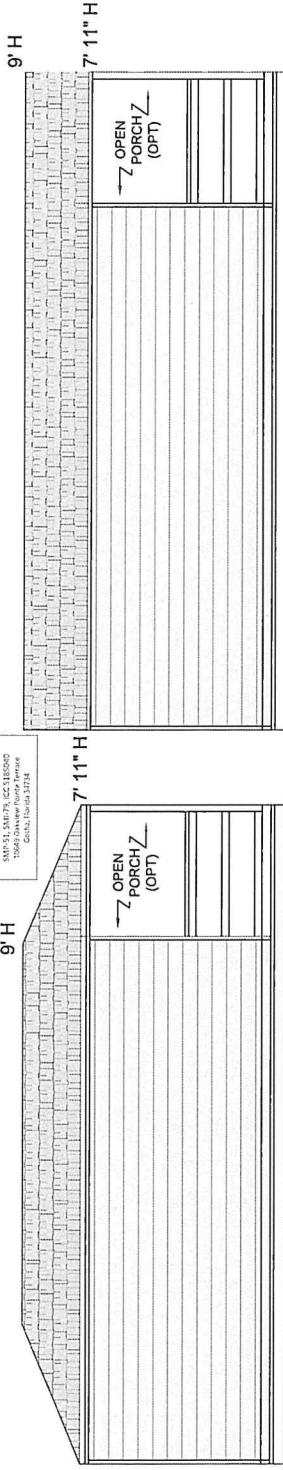 SMP-51, SMI-79, ICC 5185040
10649 Oakview Pointe Terrace
Gotha, Florida 34734
9' H
7' 11" H
OPEN
PORCH
(OPT)
9' H
7' 11" H
OPEN
PORCH
(OPT)